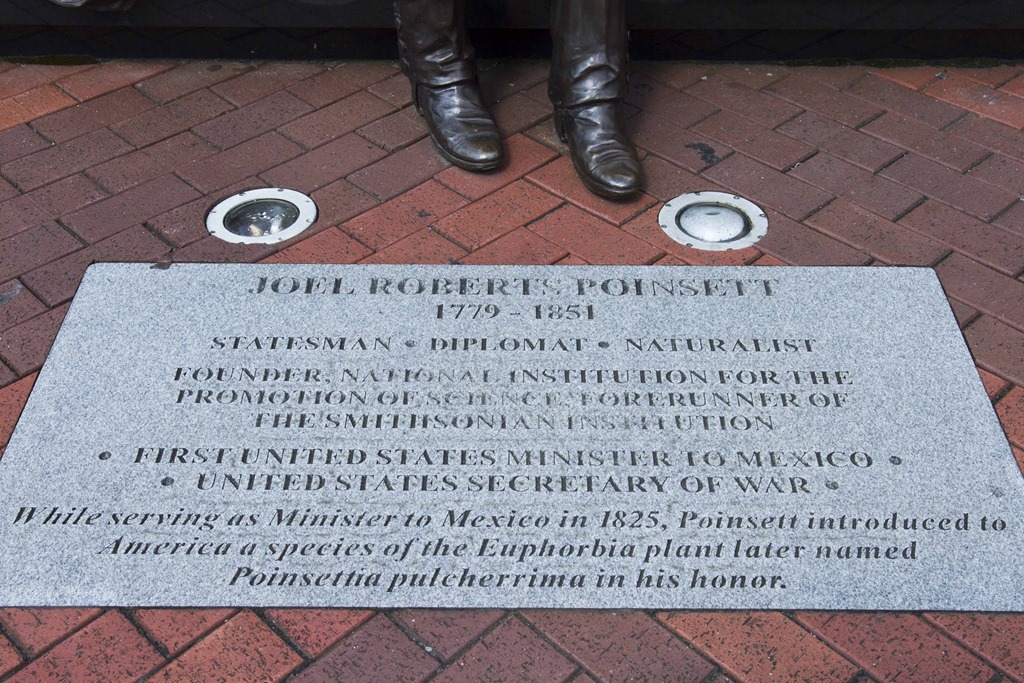 JOEL ROBERTS POINSETT
1779 - 1851
STATESMAN • DIPLOMAT • NATURALIST
FOUNDER, NATIONAL INSTITUTION FOR THE
PROMOTION OF SCIENCE, FORERUNNER OF
THE SMITHSONIAN INSTITUTION
• FIRST UNITED STATES MINISTER TO MEXICO •
• UNITED STATES SECRETARY OF WAR •
While serving as Minister to Mexico in 1825, Poinsett introduced to
America a species of the Euphorbia plant later named
Poinsettia pulcherrima in his honor.